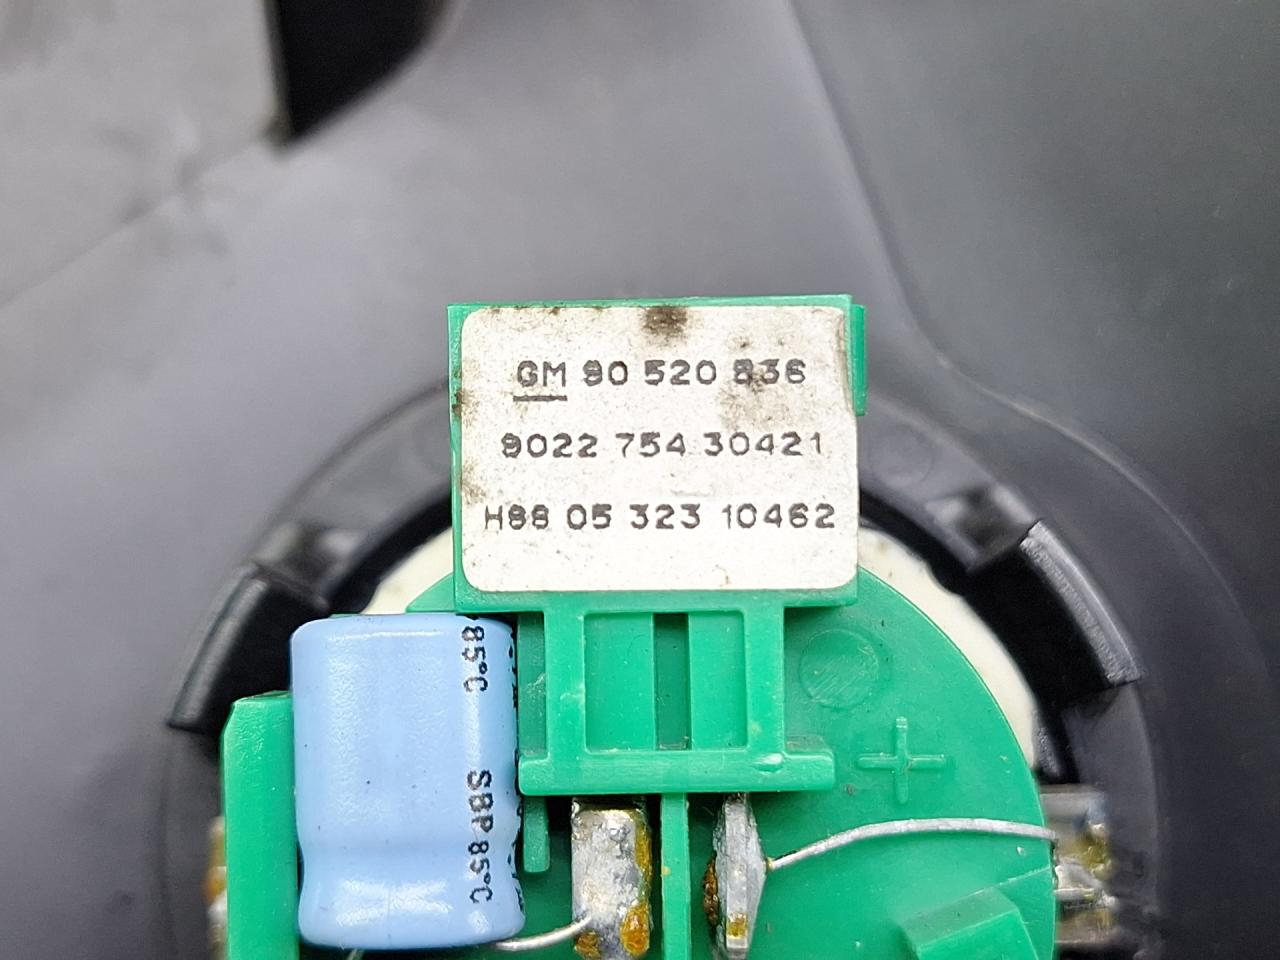 GM 90 520 836
9022 754 30421
H88 05 323 10462
85°C
SBP 85°C
+